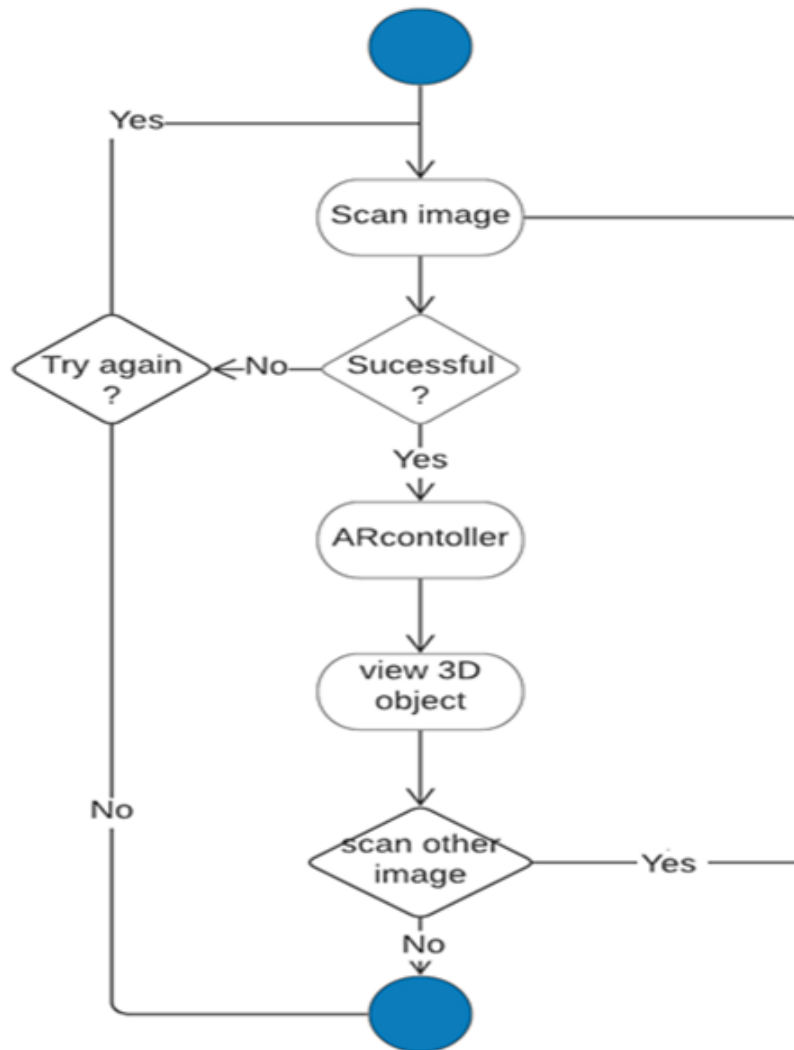 Yes
Scan image
Try again
?
No
Sucessful
?
Yes
ARcontoller
view 3D
object
No
scan other
image
Yes
No